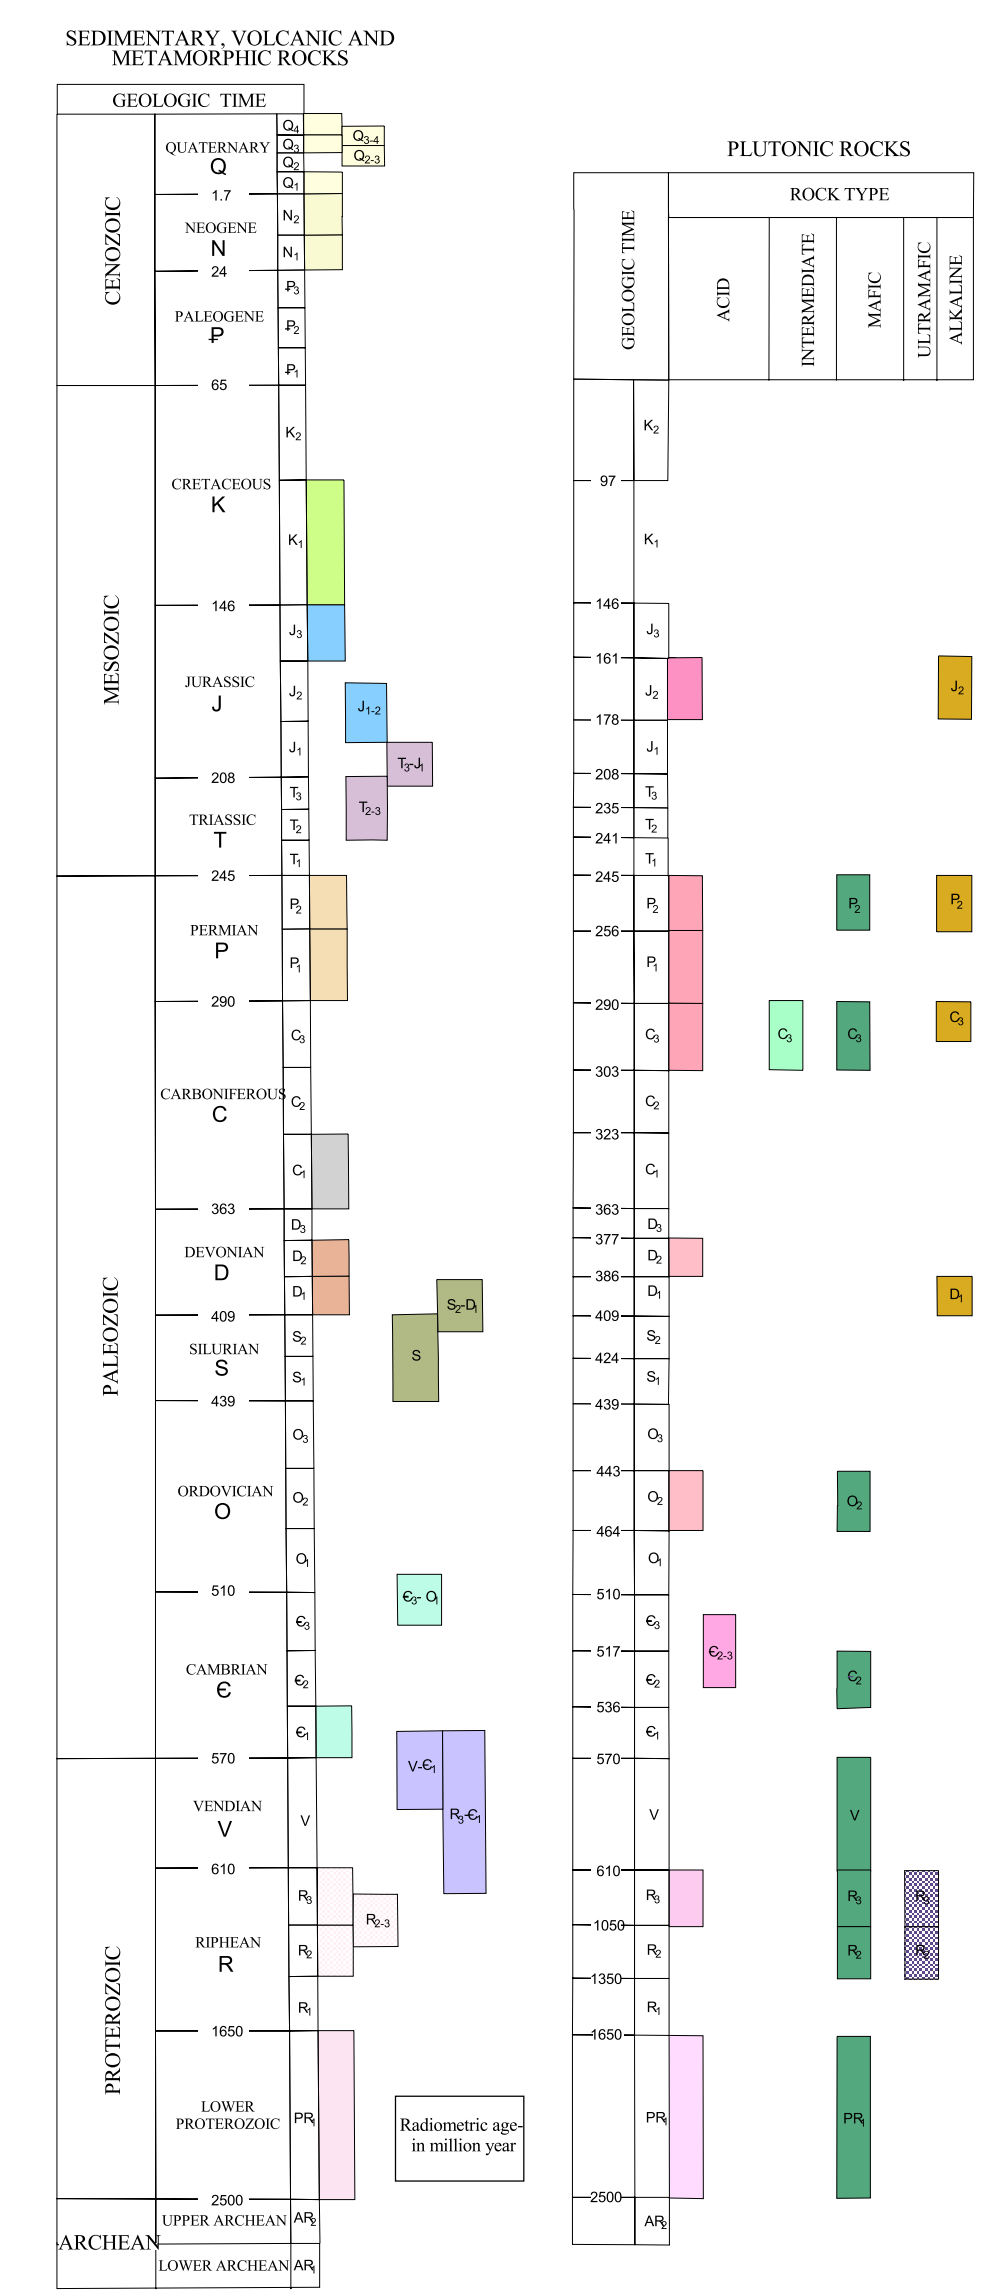 SEDIMENTARY, VOLCANIC AND
METAMORPHIC ROCKS
GEOLOGIC TIME
CENOZOIC
QUATERNARY
Q
Q4
Q3
Q2
Q1
Q3-4
Q2-3
1.7
NEOGENE
N
N2
N1
24
PALEOGENE
₽
₽3
₽2
₽1
65
MESOZOIC
CRETACEOUS
K
K2
K1
146
JURASSIC
J
J3
J2
J1
J1-2
T3-J1
208
TRIASSIC
T
T3
T2
T1
T2-3
245
PALEOZOIC
PERMIAN
P
P2
P1
290
CARBONIFEROUS
C
C3
C2
C1
363
DEVONIAN
D
D3
D2
D1
S2-D1
409
SILURIAN
S
S2
S1
S
439
ORDOVICIAN
O
O3
O2
O1
510
Є3- O1
CAMBRIAN
Є
Є3
Є2
Є1
570
V-Є1
R3-Є1
PROTEROZOIC
VENDIAN
V
V
610
RIPHEAN
R
R3
R2
R1
R2-3
1650
LOWER
PROTEROZOIC
PR1
2500
ARCHEAN
UPPER ARCHEAN
AR2
LOWER ARCHEAN
AR1
Radiometric age-
in million year
PLUTONIC ROCKS
GEOLOGIC TIME
ROCK TYPE
ACID
INTERMEDIATE
MAFIC
ULTRAMAFIC
ALKALINE
K2
97
K1
146
J3
161
J2
J2
178
J1
208
T3
235
T2
241
T1
245
P2
P2
P2
256
P1
290
C3
C3
C3
C3
303
C2
323
C1
363
D3
377
D2
386
D1
D1
409
S2
424
S1
439
O3
443
O2
O2
464
O1
510
Є3
517
Є2-3
Є2
Є2
536
Є1
570
V
V
610
R3
R3
R3
1050
R2
R2
R2
1350
R1
1650
PR1
PR1
2500
AR2